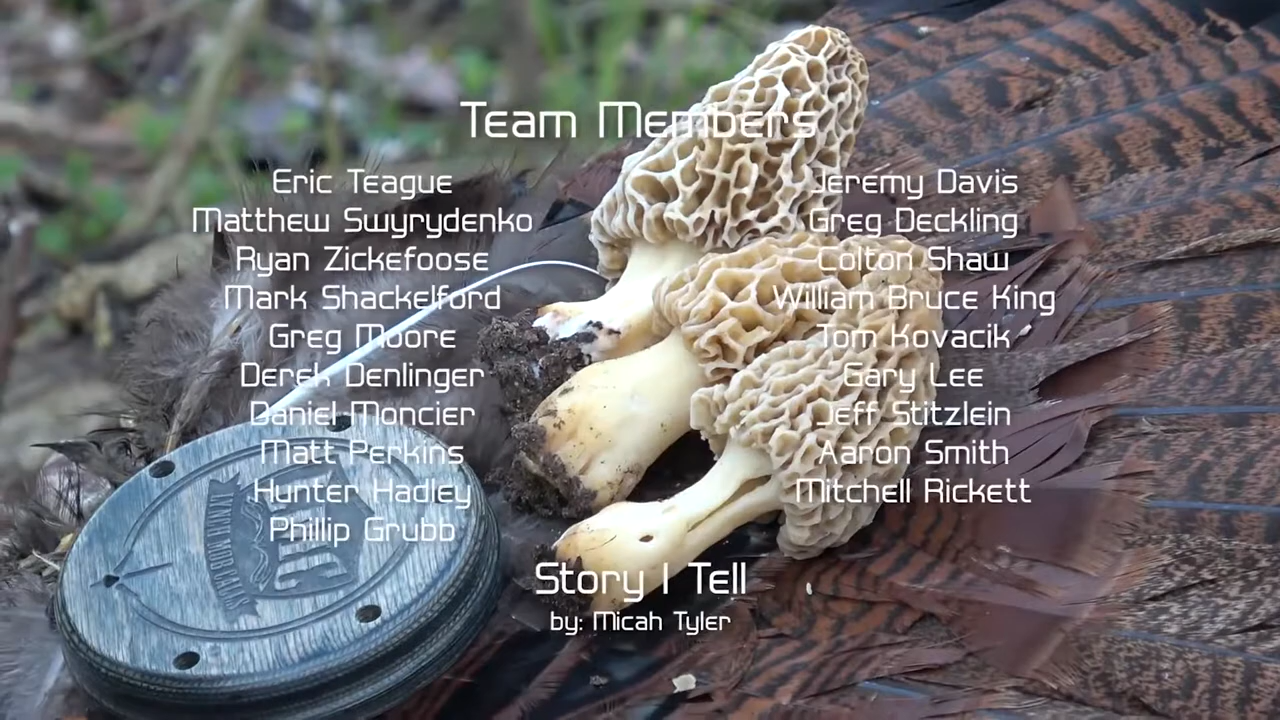 Team Members
Eric Teague
Matthew Swyrydenko
Ryan Zickefoose
Mark Shackelford
Greg Moore
Derek Denlinger
Daniel Moncier
Matt Perkins
Hunter Hadley
Phillip Grubb
Jeremy Davis
Greg Deckling
Colton Shaw
William Bruce King
Tom Kovacik
Gary Lee
Jeff Stitzlein
Aaron Smith
Mitchell Rickett
Story I Tell
by: Micah Tyler